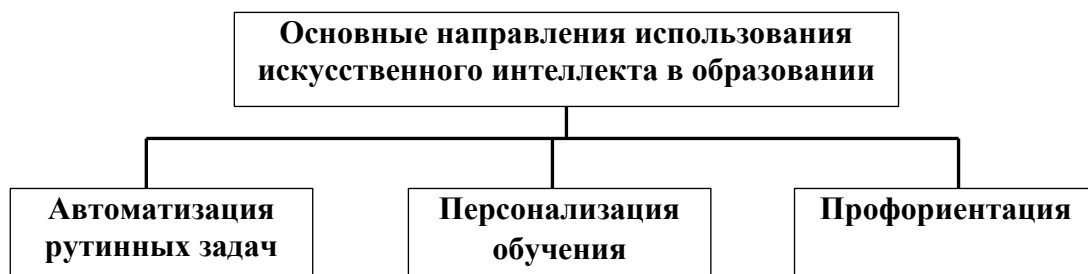 Основные направления использования
искусственного интеллекта в образовании
Автоматизация
рутинных задач
Персонализация
обучения
Профориентация